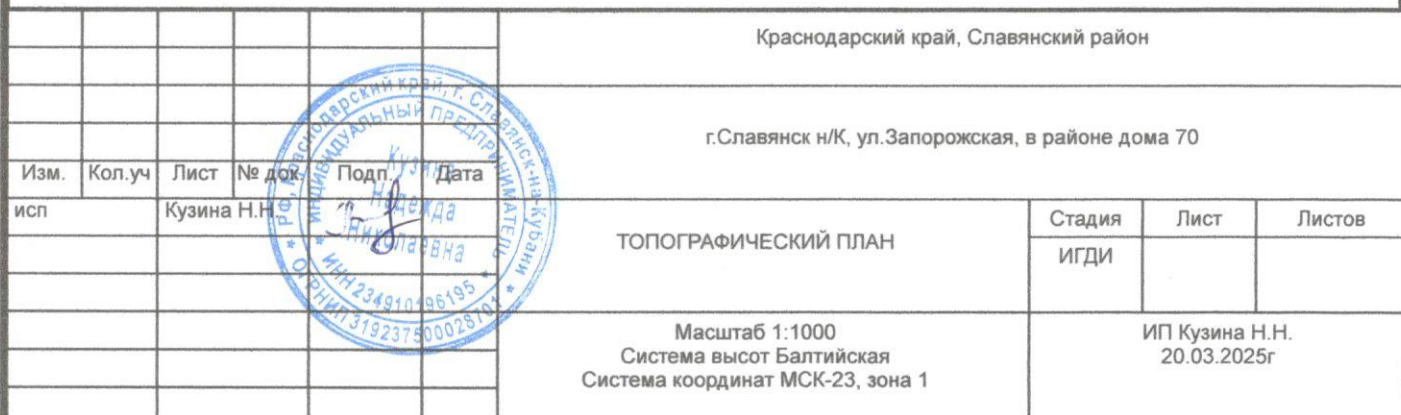 Краснодарский край, Славянский район
г.Славянск н/К, ул.Запорожская, в районе дома 70
Изм. Кол.уч Лист № док. Подп. Дата
исп Кузина Н.Н.
ТОПОГРАФИЧЕСКИЙ ПЛАН
Стадия Лист Листов
ИГДИ
Масштаб 1:1000
Система высот Балтийская
Система координат МСК-23, зона 1
ИП Кузина Н.Н.
20.03.2025г
* РФ, Краснодарский край, г. Славянск-на-Кубани *
ОГРНИП 319237500028701
* ИНДИВИДУАЛЬНЫЙ ПРЕДПРИНИМАТЕЛЬ *
ИНН 234910196195
Кузина
Надежда
Николаевна